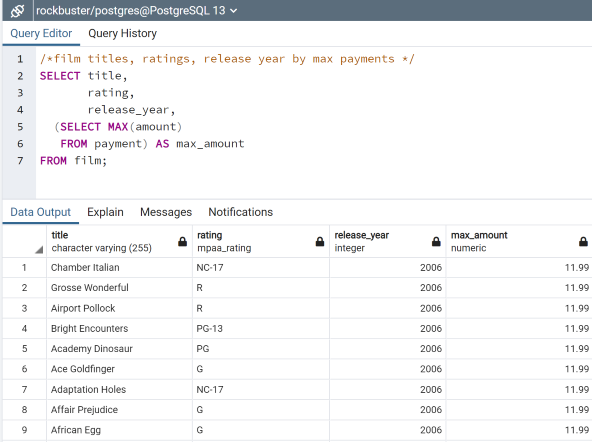 rockbuster/postgres@PostgreSQL 13
Query Editor Query History
1 /*film titles, ratings, release year by max payments */
2 SELECT title,
3 rating,
4 release_year,
5 (SELECT MAX(amount)
6 FROM payment) AS max_amount
7 FROM film;
Data Output Explain Messages Notifications
title rating release_year max_amount
character varying (255) mpaa_rating integer numeric
1 Chamber Italian NC-17 2006 11.99
2 Grosse Wonderful R 2006 11.99
3 Airport Pollock R 2006 11.99
4 Bright Encounters PG-13 2006 11.99
5 Academy Dinosaur PG 2006 11.99
6 Ace Goldfinger G 2006 11.99
7 Adaptation Holes NC-17 2006 11.99
8 Affair Prejudice G 2006 11.99
9 African Egg G 2006 11.99